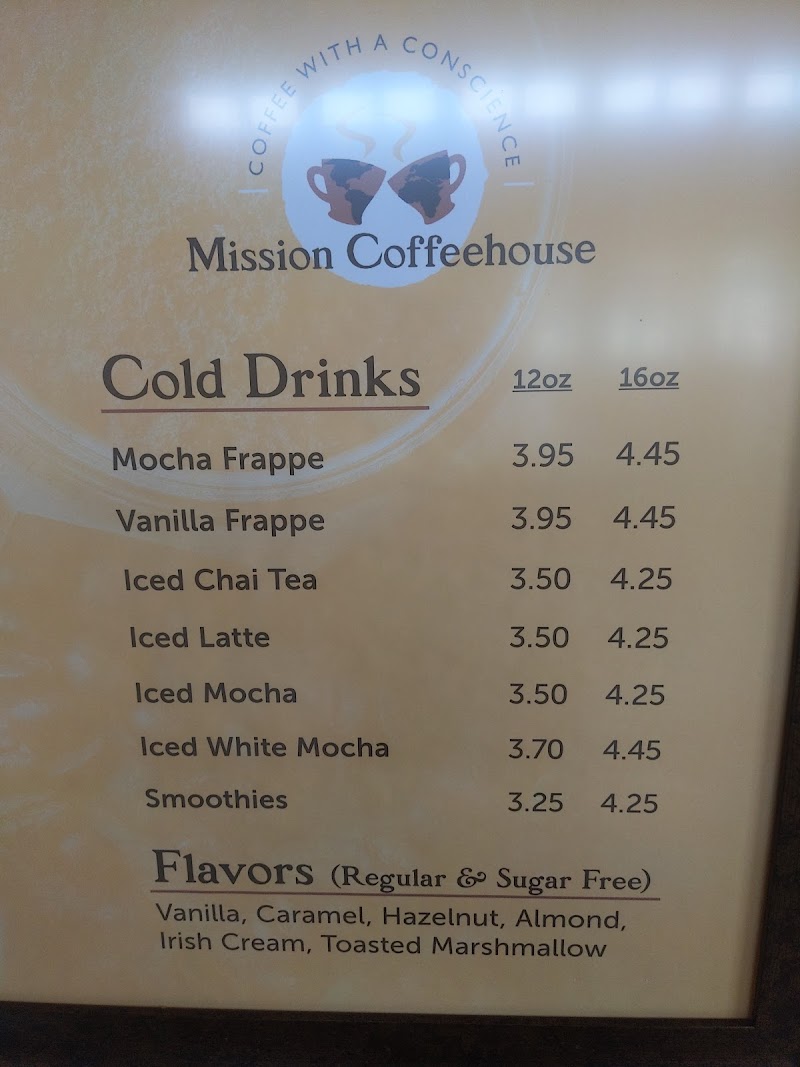 COFFEE WITH A CONSCIENCE
Mission Coffeehouse
Cold Drinks 12oz 16oz
Mocha Frappe 3.95 4.45
Vanilla Frappe 3.95 4.45
Iced Chai Tea 3.50 4.25
Iced Latte 3.50 4.25
Iced Mocha 3.50 4.25
Iced White Mocha 3.70 4.45
Smoothies 3.25 4.25
Flavors (Regular & Sugar Free)
Vanilla, Caramel, Hazelnut, Almond,
Irish Cream, Toasted Marshmallow